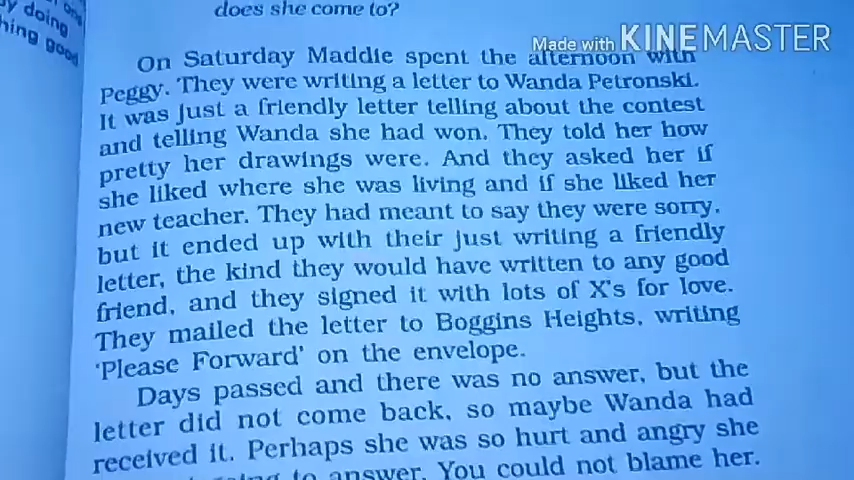 y doing
hing good
does she come to?
Made with KINEMASTER
On Saturday Maddie spent the afternoon with
Peggy. They were writing a letter to Wanda Petronski.
It was just a friendly letter telling about the contest
and telling Wanda she had won. They told her how
pretty her drawings were. And they asked her if
she liked where she was living and if she liked her
new teacher. They had meant to say they were sorry,
but it ended up with their just writing a friendly
letter, the kind they would have written to any good
friend, and they signed it with lots of X's for love.
They mailed the letter to Boggins Heights, writing
'Please Forward' on the envelope.
Days passed and there was no answer, but the
letter did not come back, so maybe Wanda had
received it. Perhaps she was so hurt and angry she
to answer. You could not blame her.